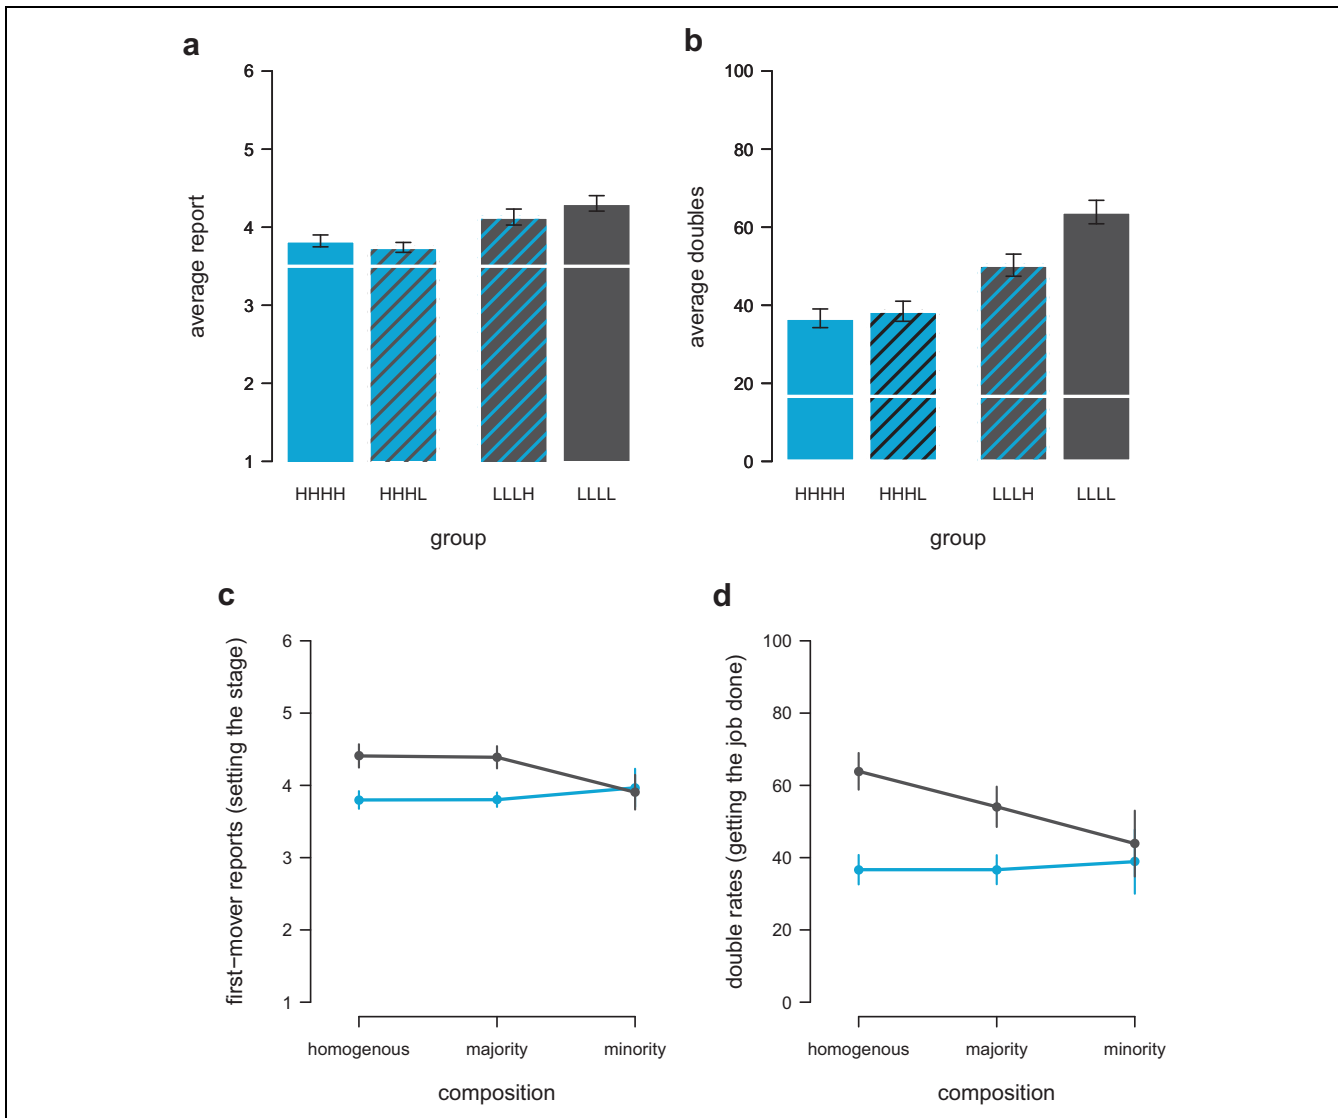 a
6
5
4
3
2
1
average report
HHHH HHHL LLLH LLLL
group
b
100
80
60
40
20
0
average doubles
HHHH HHHL LLLH LLLL
group
c
6
5
4
3
2
1
first−mover reports (setting the stage)
homogenous majority minority
composition
d
100
80
60
40
20
0
double rates (getting the job done)
homogenous majority minority
composition